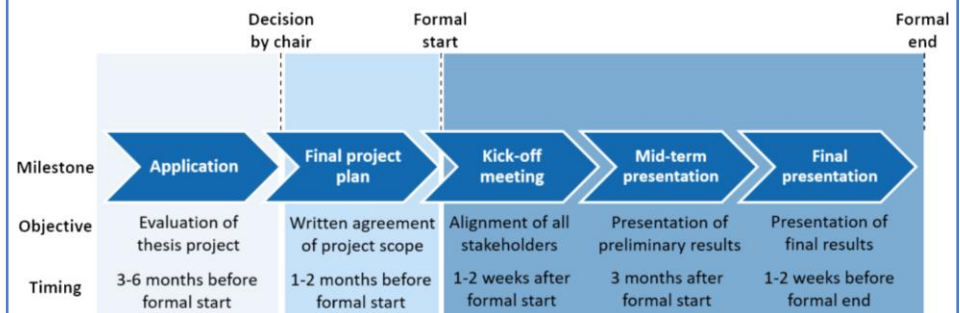 Decision
by chair
Formal
start
Formal
end
Milestone
Application
Final project
plan
Kick-off
meeting
Mid-term
presentation
Final
presentation
Objective
Evaluation of
thesis project
Written agreement
of project scope
Alignment of all
stakeholders
Presentation of
preliminary results
Presentation of
final results
Timing
3-6 months before
formal start
1-2 months before
formal start
1-2 weeks after
formal start
3 months after
formal start
1-2 weeks before
formal end